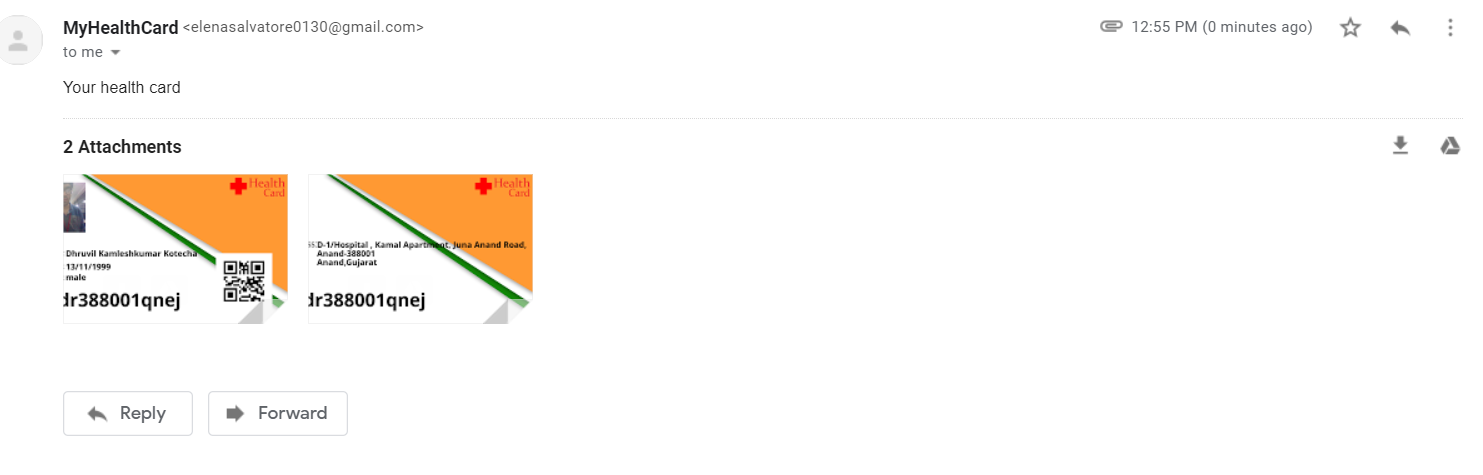 MyHealthCard <elenasalvatore0130@gmail.com>
12:55 PM (0 minutes ago)
to me
Your health card
2 Attachments
Health
Card
Dhruvil Kamleshkumar Kotecha
13/11/1999
male
dr388001qnej
Health
Card
D-1/Hospital , Kamal Apartment, Juna Anand Road,
Anand-388001
Anand,Gujarat
dr388001qnej
Reply
Forward